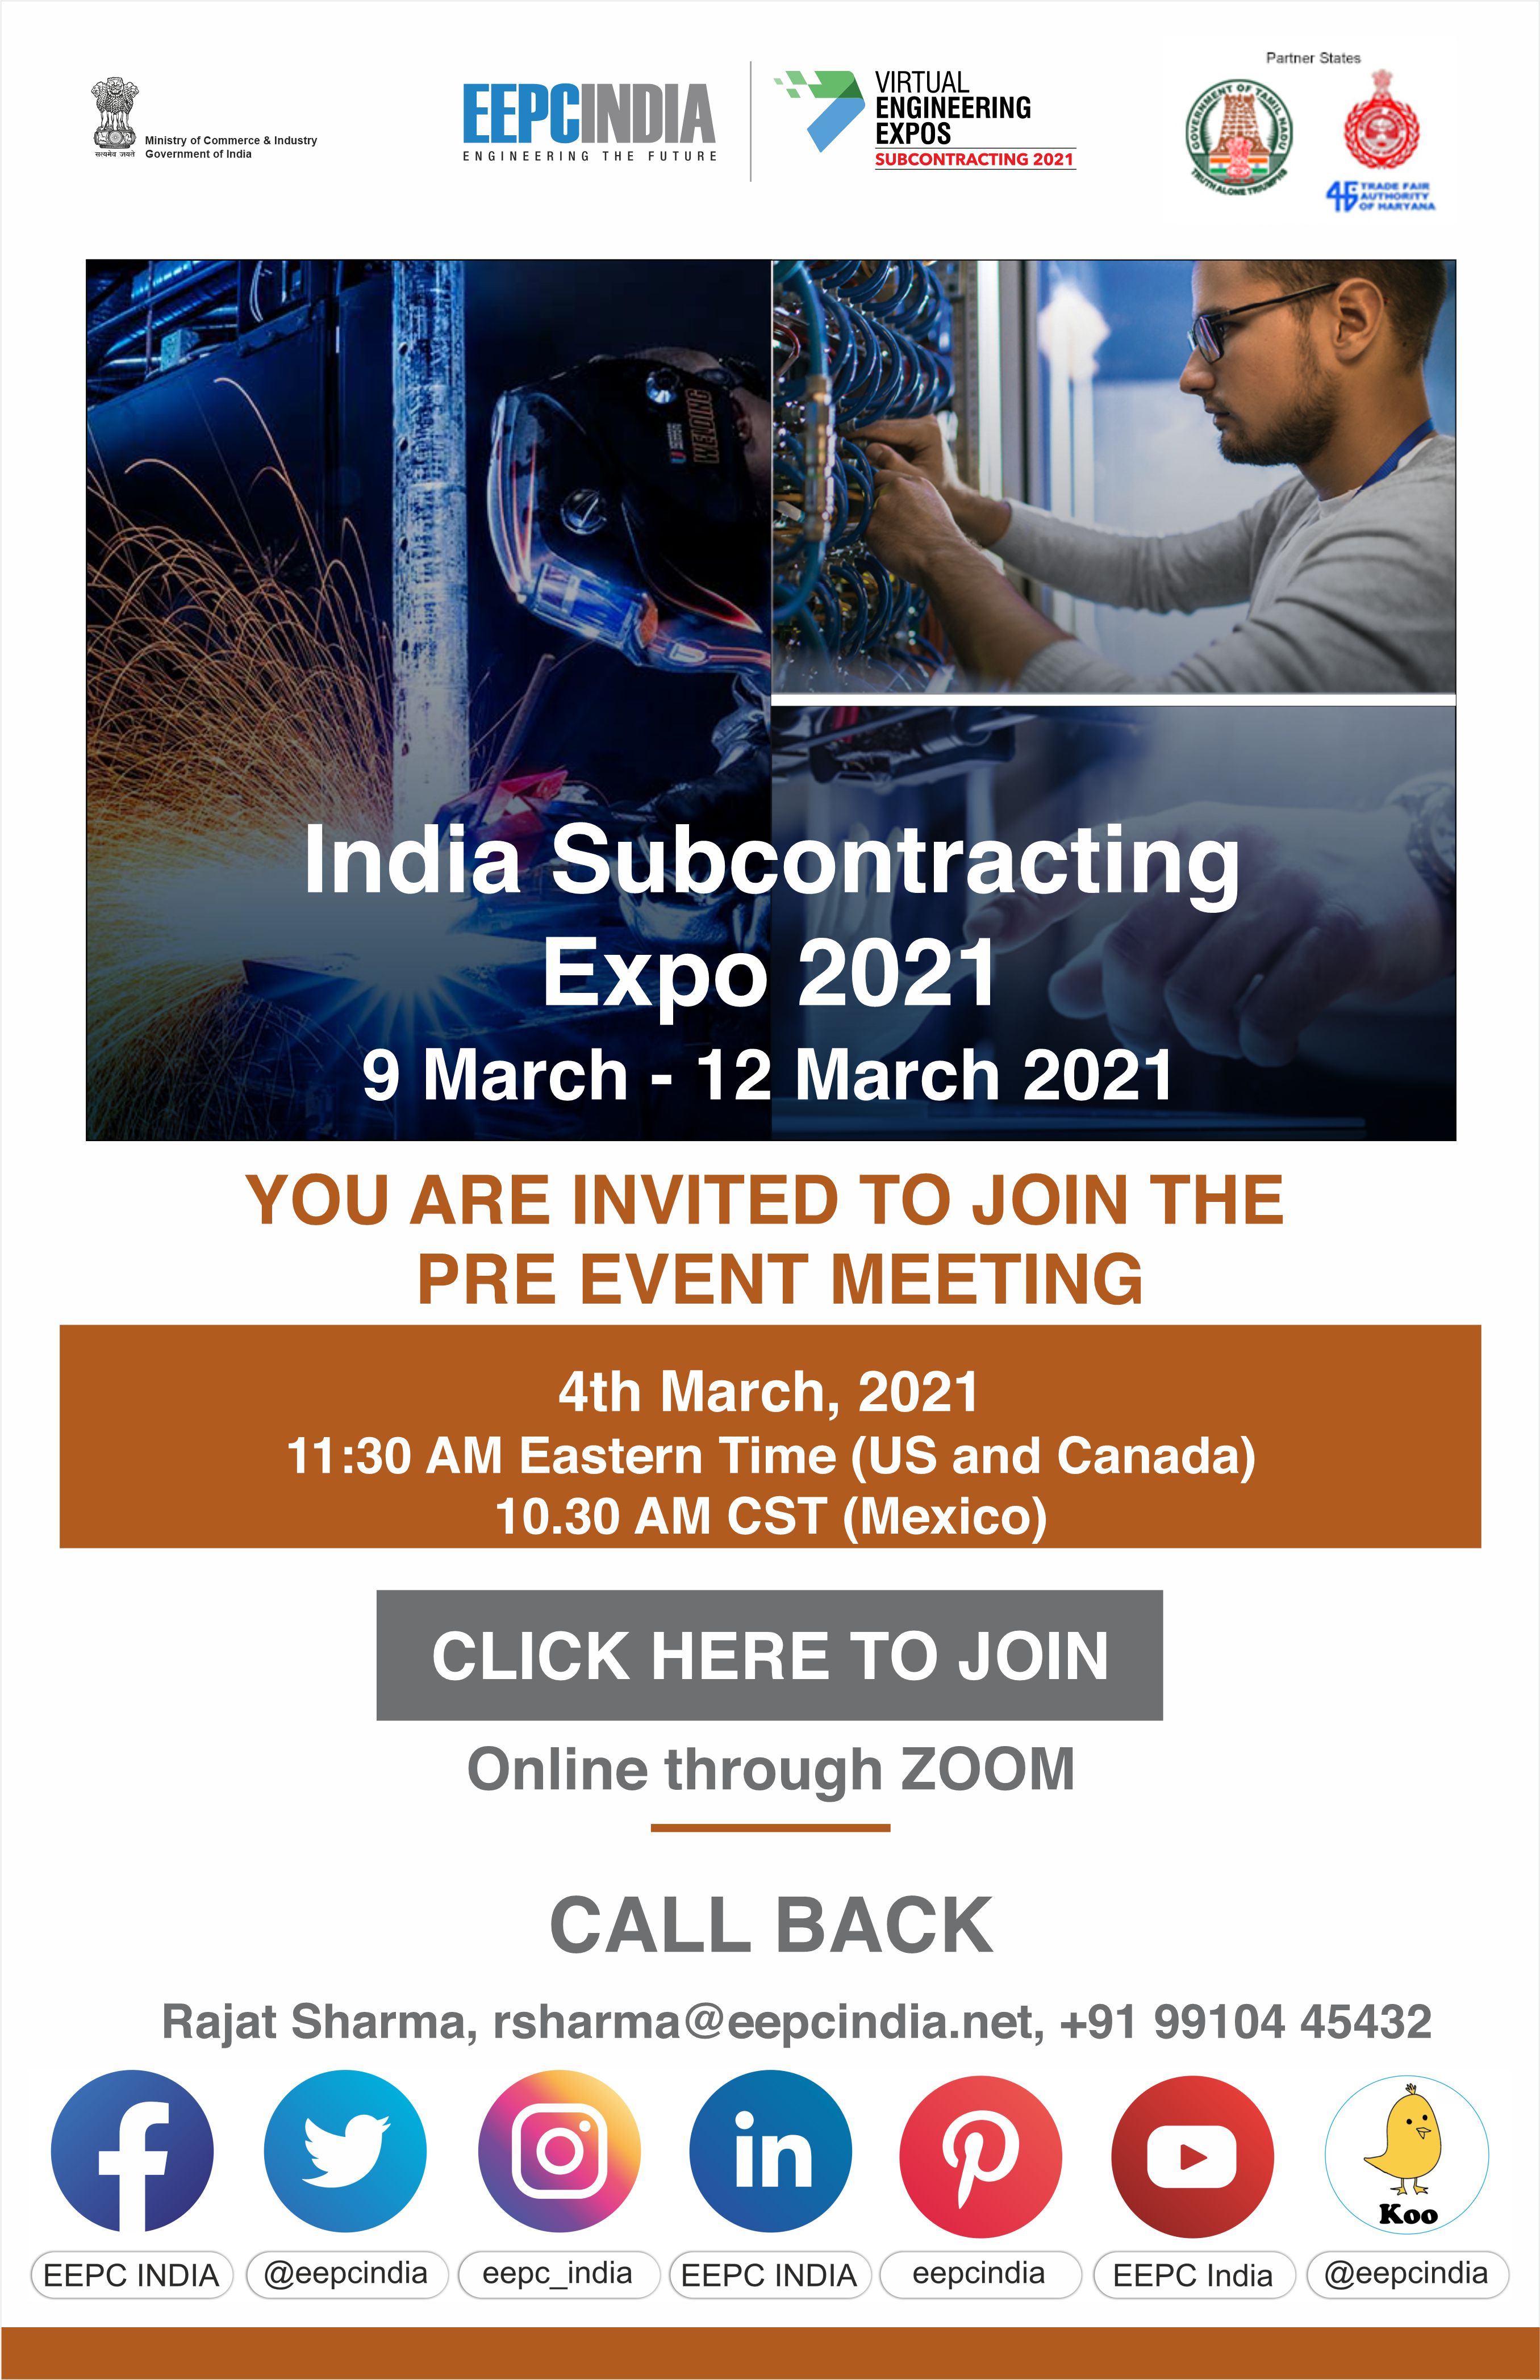 सत्यमेव जयते
Ministry of Commerce & Industry
Government of India
EEPCINDIA
ENGINEERING THE FUTURE
VIRTUAL
ENGINEERING
EXPOS
SUBCONTRACTING 2021
Partner States
GOVERNMENT OF TAMIL NADU
TRUTH ALONE TRIUMPHS
TRADE FAIR
AUTHORITY
OF HARYANA
WELDING
India Subcontracting
Expo 2021
9 March - 12 March 2021
YOU ARE INVITED TO JOIN THE
PRE EVENT MEETING
4th March, 2021
11:30 AM Eastern Time (US and Canada)
10.30 AM CST (Mexico)
CLICK HERE TO JOIN
Online through ZOOM
CALL BACK
Rajat Sharma, rsharma@eepcindia.net, +91 99104 45432
in
Koo
EEPC INDIA
@eepcindia
eepc_india
EEPC INDIA
eepcindia
EEPC India
@eepcindia